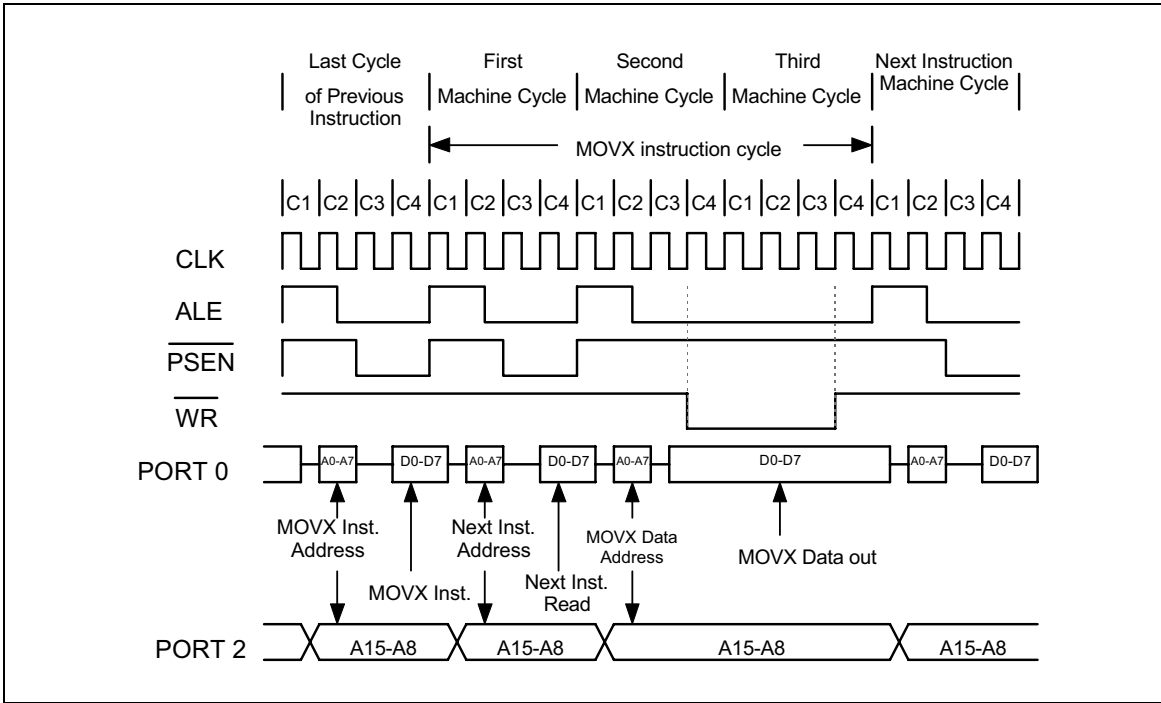 Last Cycle
of Previous
Instruction
First
Machine Cycle
Second
Machine Cycle
Third
Machine Cycle
Next Instruction
Machine Cycle
MOVX instruction cycle
C1 C2 C3 C4 C1 C2 C3 C4 C1 C2 C3 C4 C1 C2 C3 C4 C1 C2 C3 C4
CLK
ALE
PSEN
WR
PORT 0
A0-A7 D0-D7 A0-A7 D0-D7 A0-A7 D0-D7 A0-A7 D0-D7
MOVX Inst.
Address
MOVX Inst.
Next Inst.
Address
Next Inst.
Read
MOVX Data
Address
MOVX Data out
PORT 2
A15-A8 A15-A8 A15-A8 A15-A8